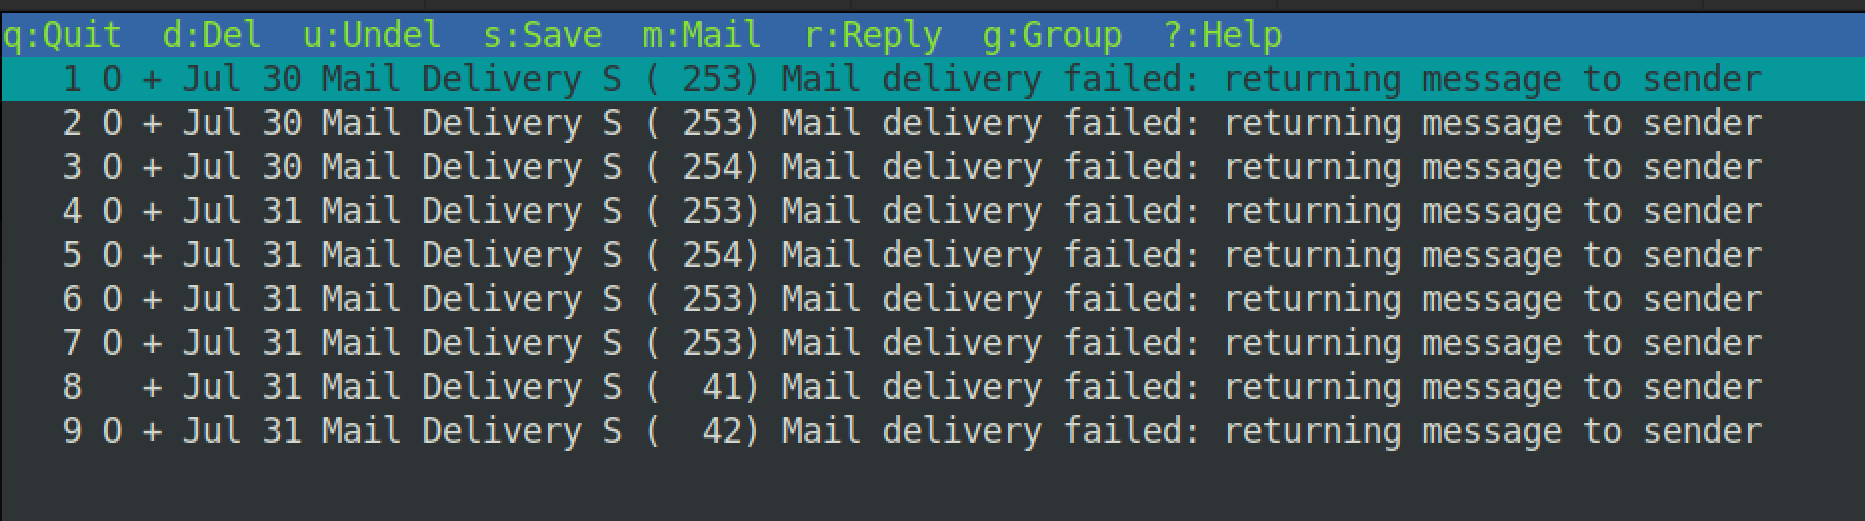 q:Quit  d:Del  u:Undel  s:Save  m:Mail  r:Reply  g:Group  ?:Help
   1 O + Jul 30 Mail Delivery S ( 253) Mail delivery failed: returning message to sender
   2 O + Jul 30 Mail Delivery S ( 253) Mail delivery failed: returning message to sender
   3 O + Jul 30 Mail Delivery S ( 254) Mail delivery failed: returning message to sender
   4 O + Jul 31 Mail Delivery S ( 253) Mail delivery failed: returning message to sender
   5 O + Jul 31 Mail Delivery S ( 254) Mail delivery failed: returning message to sender
   6 O + Jul 31 Mail Delivery S ( 253) Mail delivery failed: returning message to sender
   7 O + Jul 31 Mail Delivery S ( 253) Mail delivery failed: returning message to sender
   8   + Jul 31 Mail Delivery S (  41) Mail delivery failed: returning message to sender
   9 O + Jul 31 Mail Delivery S (  42) Mail delivery failed: returning message to sender